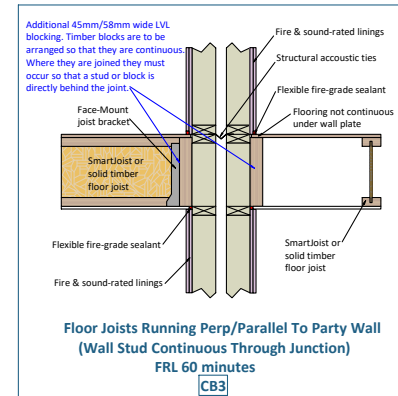 Additional 45mm/58mm wide LVL
blocking. Timber blocks are to be
arranged so that they are continuous.
Where they are joined they must
occur so that a stud or block is
directly behind the joint.
Face-Mount
joist bracket
SmartJoist or
solid timber
floor joist
Flexible fire-grade sealant
Fire & sound-rated linings
Fire & sound-rated linings
Structural accoustic ties
Flexible fire-grade sealant
Flooring not continuous
under wall plate
SmartJoist or
solid timber
floor joist
Floor Joists Running Perp/Parallel To Party Wall
(Wall Stud Continuous Through Junction)
FRL 60 minutes
CB3